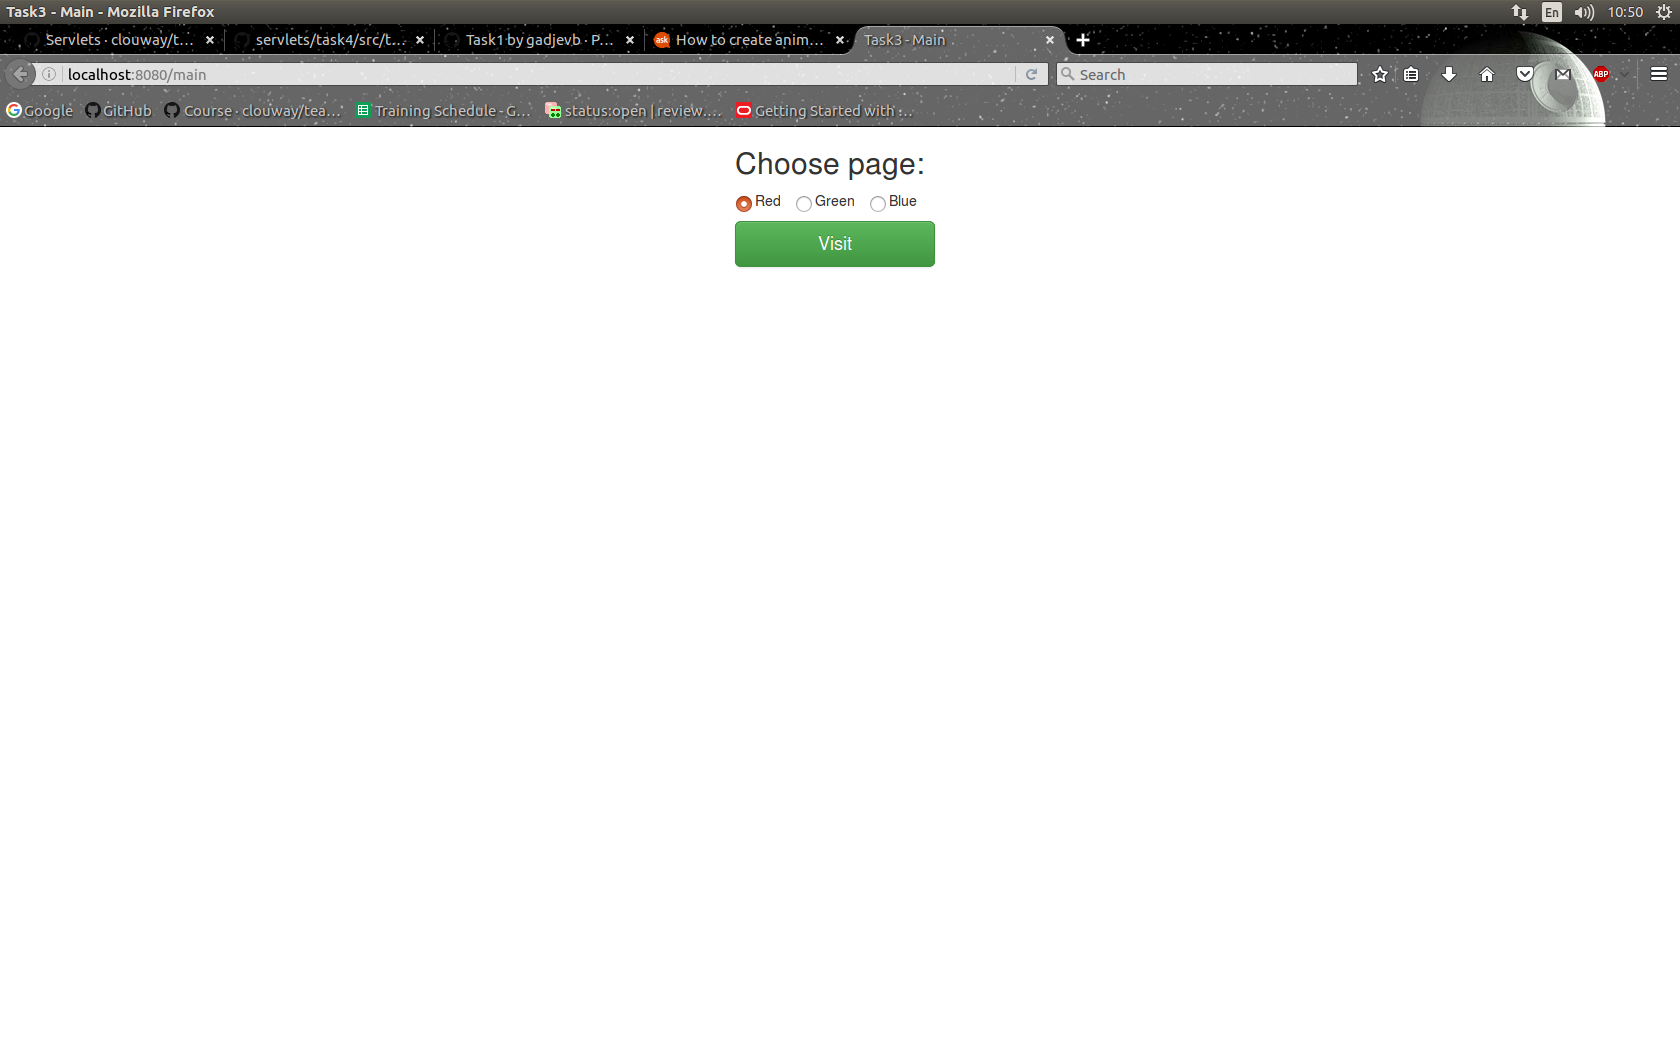 Task3 - Main - Mozilla Firefox
En
10:50
Servlets · clouway/t...
servlets/task4/src/t...
Task1 by gadjevb · P...
ask
How to create anim...
Task3 - Main
localhost:8080/main
Search
ABP
Google
GitHub
Course · clouway/tea...
Training Schedule - G...
status:open | review....
Getting Started with ·...
Choose page:
Red
Green
Blue
Visit